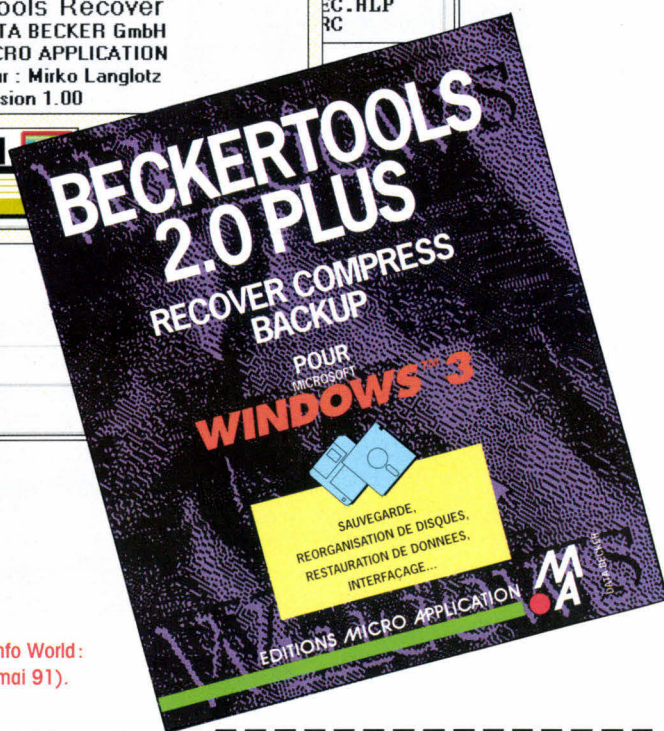 ools Recover
TA BECKER GmbH
CRO APPLICATION
ur : Mirko Langlotz
sion 1.00
EC.HLP
RC
BECKERTOOLS
2.0 PLUS
RECOVER COMPRESS
BACKUP
POUR
MICROSOFT
WINDOWS™ 3
SAUVEGARDE,
REORGANISATION DE DISQUES,
RESTAURATION DE DONNEES,
INTERFAÇAGE...
MA
DATA BECKER
EDITIONS MICRO APPLICATION
nfo World :
mai 91).